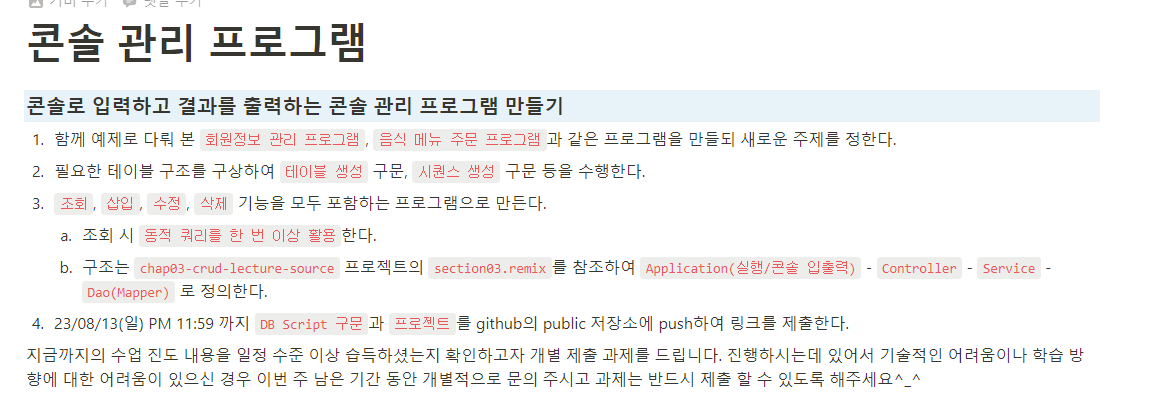 커버 추가 댓글 추가
콘솔 관리 프로그램
콘솔로 입력하고 결과를 출력하는 콘솔 관리 프로그램 만들기
1. 함께 예제로 다뤄 본 회원정보 관리 프로그램, 음식 메뉴 주문 프로그램과 같은 프로그램을 만들되 새로운 주제를 정한다.
2. 필요한 테이블 구조를 구상하여 테이블 생성 구문, 시퀀스 생성 구문 등을 수행한다.
3. 조회, 삽입, 수정, 삭제 기능을 모두 포함하는 프로그램으로 만든다.
a. 조회 시 동적 쿼리를 한 번 이상 활용한다.
b. 구조는 chap03-crud-lecture-source 프로젝트의 section03.remix를 참조하여 Application(실행/콘솔 입출력) - Controller - Service -
Dao(Mapper) 로 정의한다.
4. 23/08/13(일) PM 11:59 까지 DB Script 구문과 프로젝트를 github의 public 저장소에 push하여 링크를 제출한다.
지금까지의 수업 진도 내용을 일정 수준 이상 습득하셨는지 확인하고자 개별 제출 과제를 드립니다. 진행하시는데 있어서 기술적인 어려움이나 학습 방
향에 대한 어려움이 있으신 경우 이번 주 남은 기간 동안 개별적으로 문의 주시고 과제는 반드시 제출 할 수 있도록 해주세요^_^